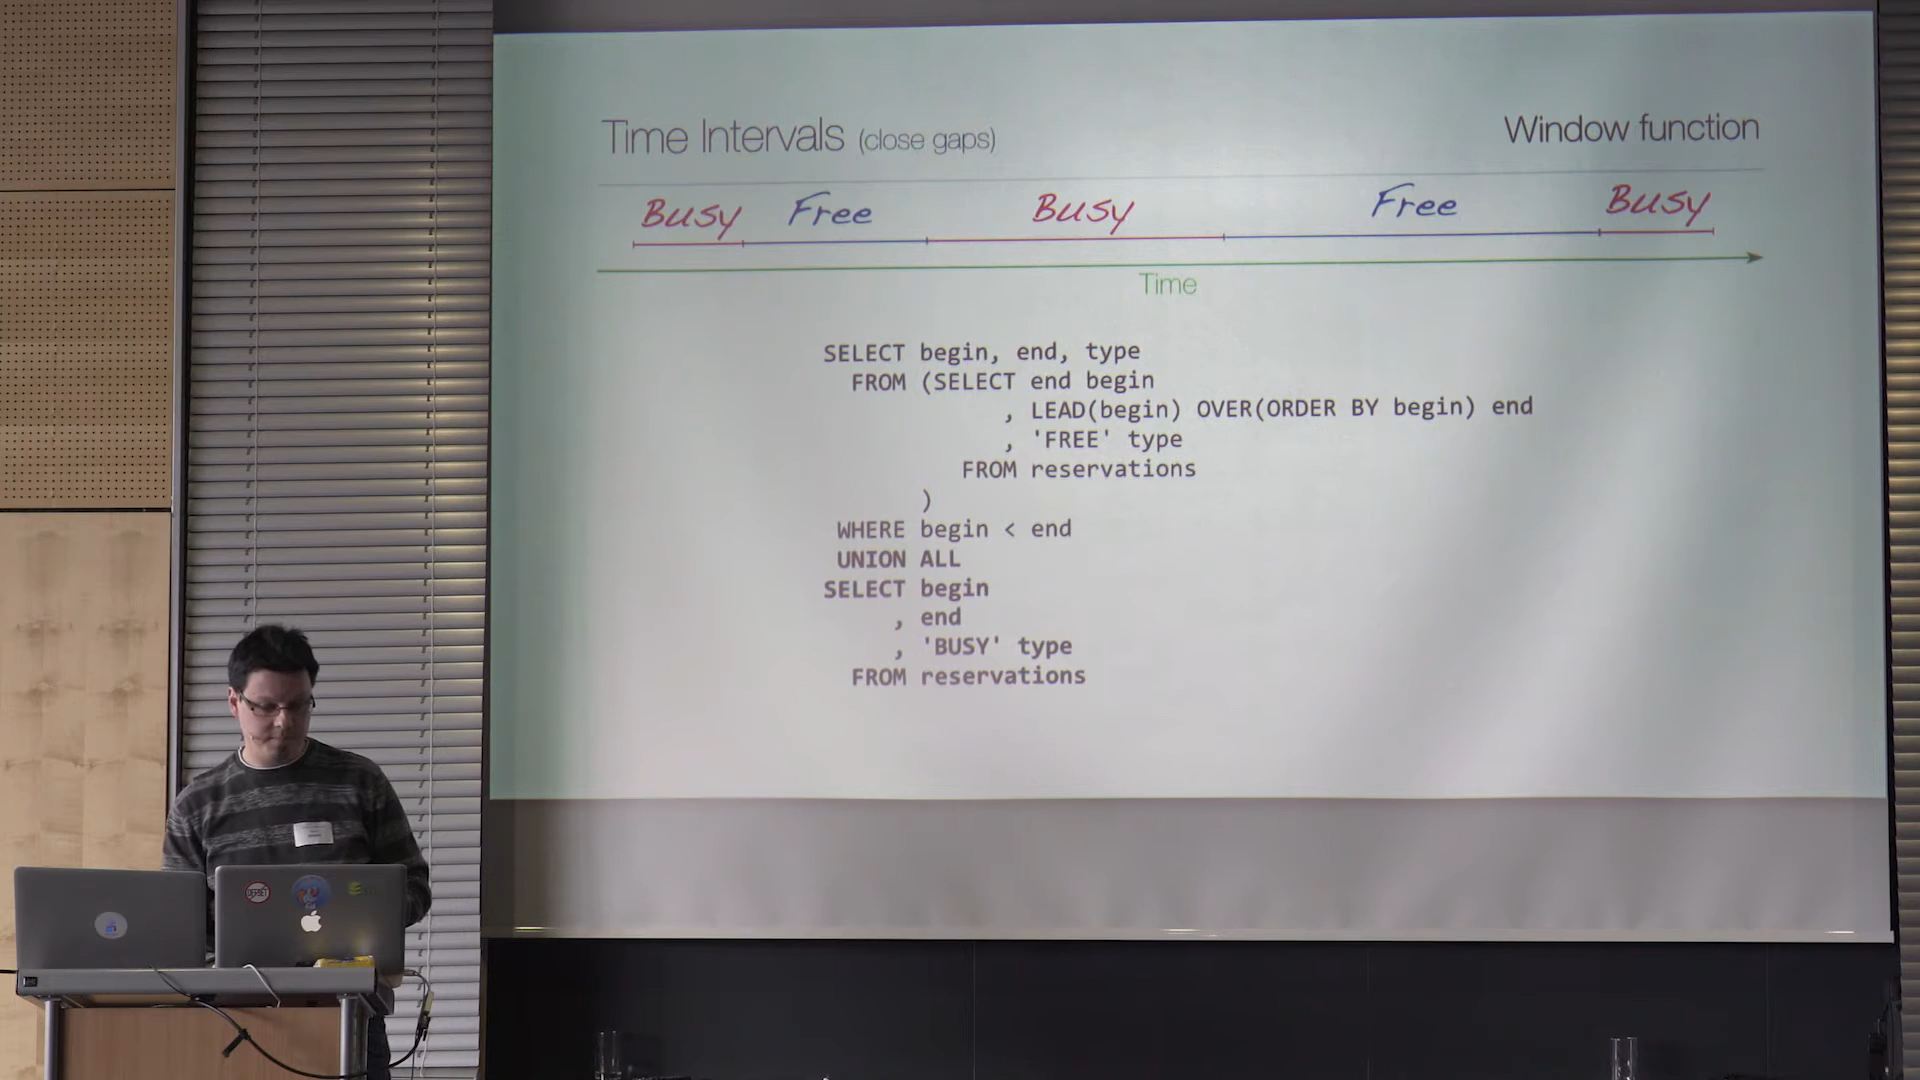 Time Intervals (close gaps)
Window function
Busy Free Busy Free Busy
Time
SELECT begin, end, type
FROM (SELECT end begin
, LEAD(begin) OVER(ORDER BY begin) end
, 'FREE' type
FROM reservations
)
WHERE begin < end
UNION ALL
SELECT begin
, end
, 'BUSY' type
FROM reservations